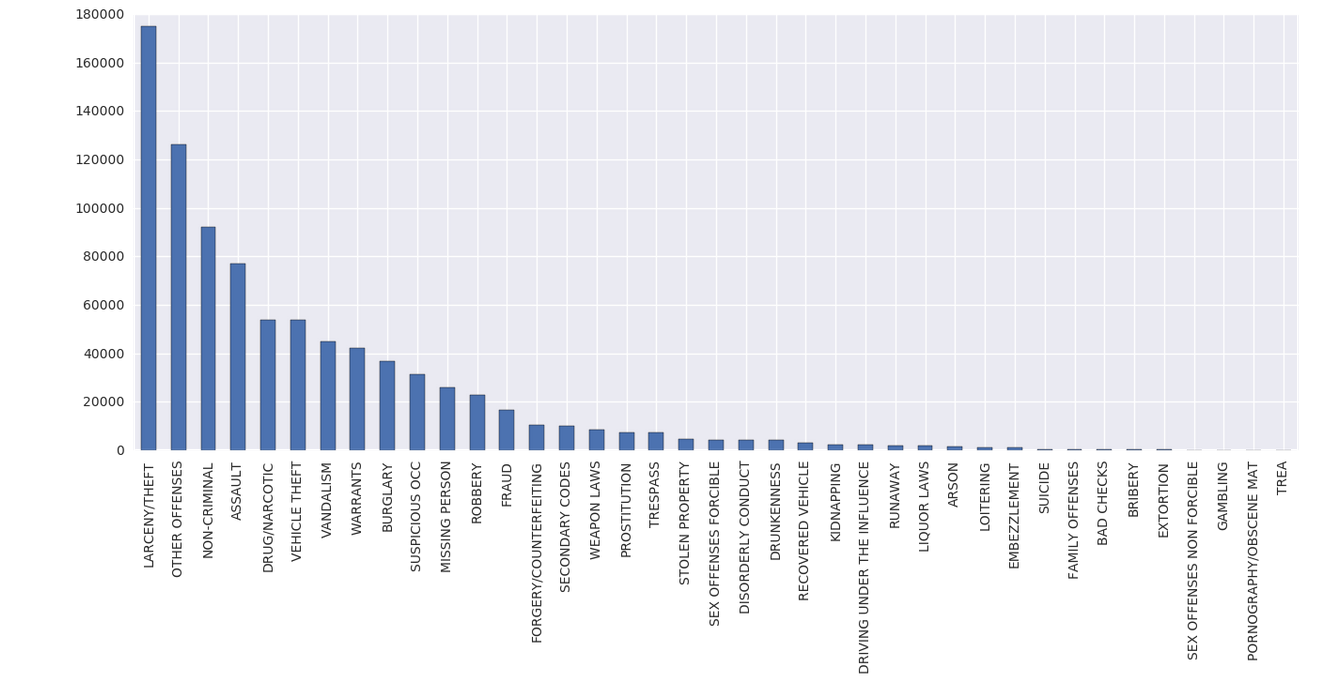 180000
160000
140000
120000
100000
80000
60000
40000
20000
0
LARCENY/THEFT
OTHER OFFENSES
NON-CRIMINAL
ASSAULT
DRUG/NARCOTIC
VEHICLE THEFT
VANDALISM
WARRANTS
BURGLARY
SUSPICIOUS OCC
MISSING PERSON
ROBBERY
FRAUD
FORGERY/COUNTERFEITING
SECONDARY CODES
WEAPON LAWS
PROSTITUTION
TRESPASS
STOLEN PROPERTY
SEX OFFENSES FORCIBLE
DISORDERLY CONDUCT
DRUNKENNESS
RECOVERED VEHICLE
KIDNAPPING
DRIVING UNDER THE INFLUENCE
RUNAWAY
LIQUOR LAWS
ARSON
LOITERING
EMBEZZLEMENT
SUICIDE
FAMILY OFFENSES
BAD CHECKS
BRIBERY
EXTORTION
SEX OFFENSES NON FORCIBLE
GAMBLING
PORNOGRAPHY/OBSCENE MAT
TREA